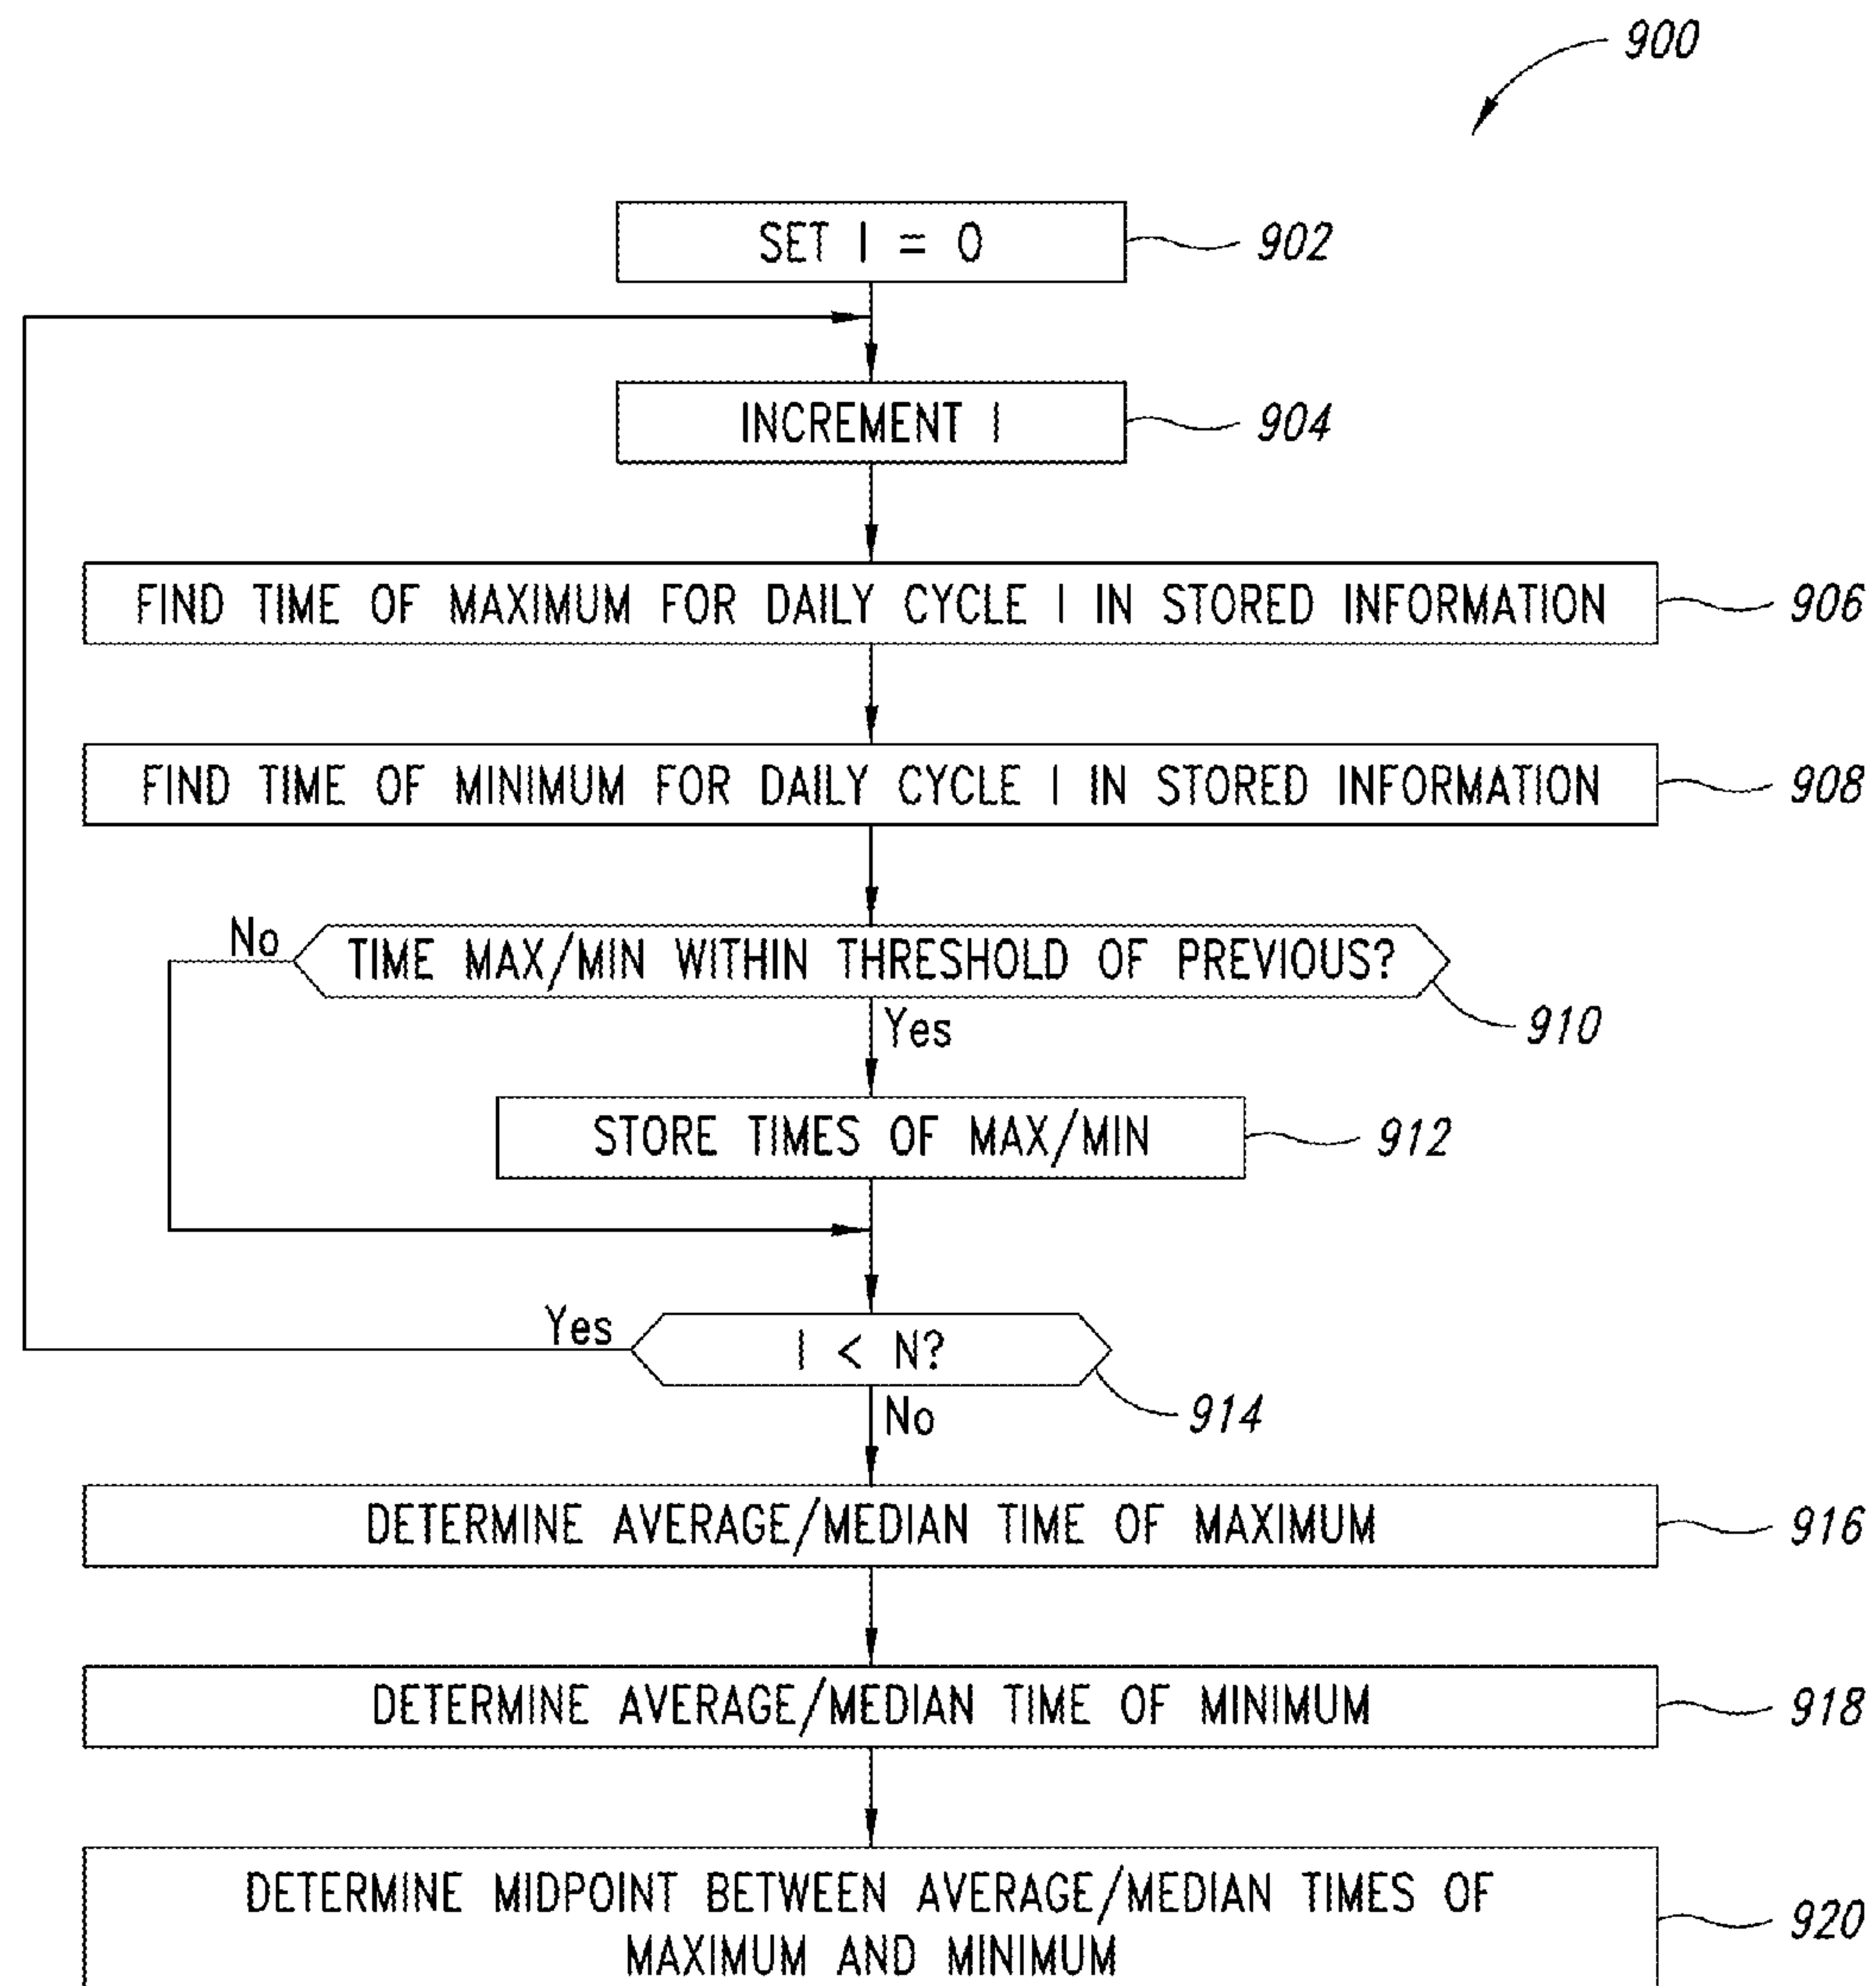 900
SET I = 0
902
INCREMENT I
904
FIND TIME OF MAXIMUM FOR DAILY CYCLE I IN STORED INFORMATION
906
FIND TIME OF MINIMUM FOR DAILY CYCLE I IN STORED INFORMATION
908
No
TIME MAX/MIN WITHIN THRESHOLD OF PREVIOUS?
910
Yes
STORE TIMES OF MAX/MIN
912
Yes
I < N?
914
No
DETERMINE AVERAGE/MEDIAN TIME OF MAXIMUM
916
DETERMINE AVERAGE/MEDIAN TIME OF MINIMUM
918
DETERMINE MIDPOINT BETWEEN AVERAGE/MEDIAN TIMES OF
MAXIMUM AND MINIMUM
920